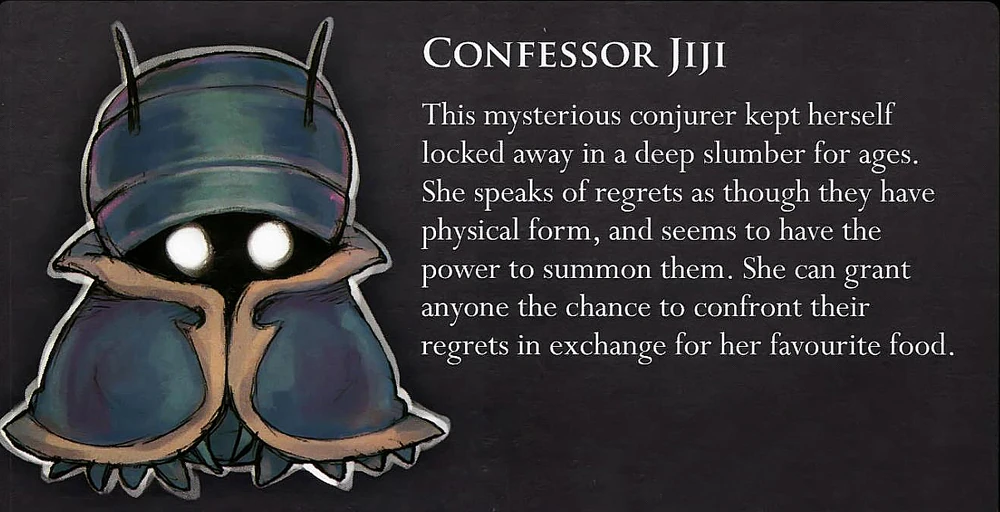 Confessor Jiji
This mysterious conjurer kept herself
locked away in a deep slumber for ages.
She speaks of regrets as though they have
physical form, and seems to have the
power to summon them. She can grant
anyone the chance to confront their
regrets in exchange for her favourite food.